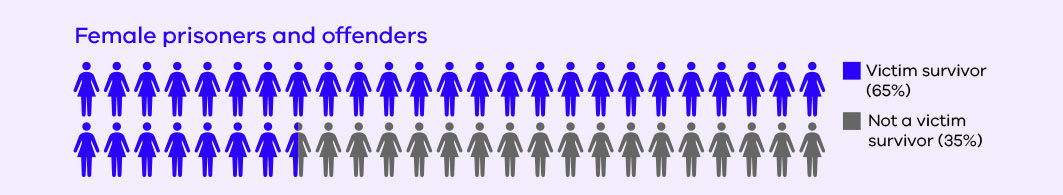 Female prisoners and offenders
Victim survivor
(65%)
Not a victim
survivor (35%)